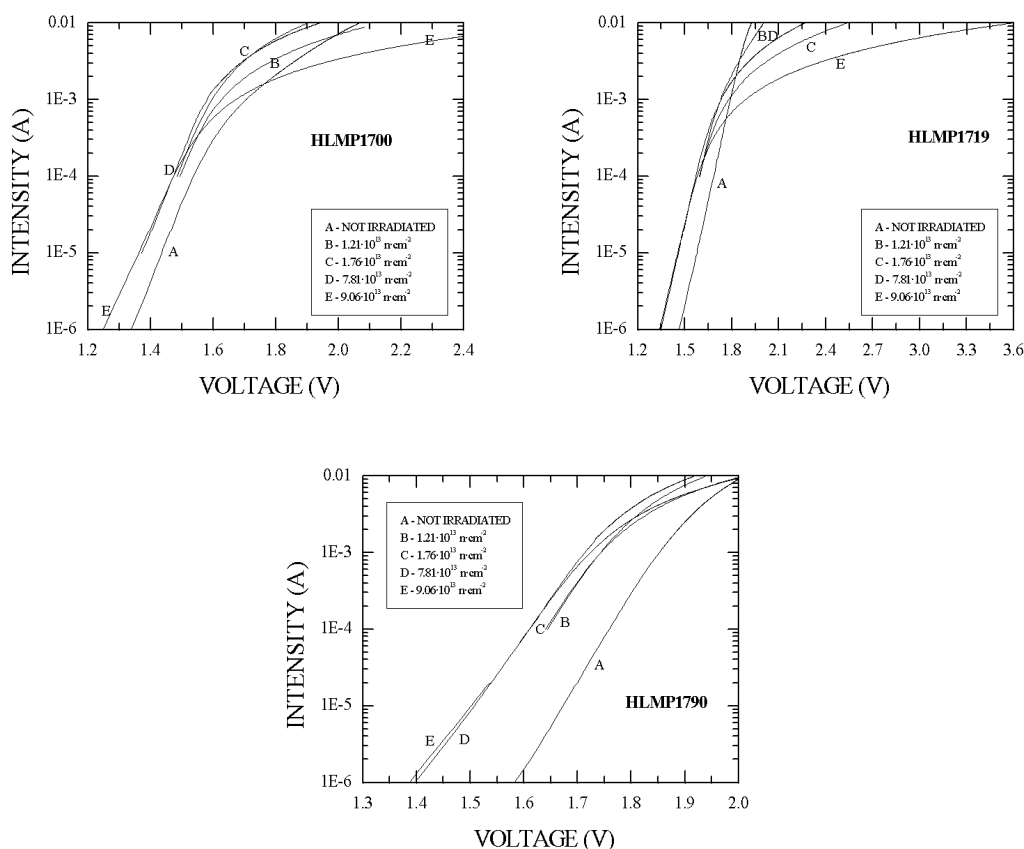 0.01
1E-3
1E-4
1E-5
1E-6
INTENSITY (A)
1.2 1.4 1.6 1.8 2.0 2.2 2.4
VOLTAGE (V)
C
B
E
A
D
A
E
HLMP1700
A - NOT IRRADIATED
B - 1.21·10¹³ n·cm⁻²
C - 1.76·10¹³ n·cm⁻²
D - 7.81·10¹³ n·cm⁻²
E - 9.06·10¹³ n·cm⁻²
0.01
1E-3
1E-4
1E-5
1E-6
INTENSITY (A)
1.2 1.5 1.8 2.1 2.4 2.7 3.0 3.3 3.6
VOLTAGE (V)
BD
C
E
A
HLMP1719
A - NOT IRRADIATED
B - 1.21·10¹³ n·cm⁻²
C - 1.76·10¹³ n·cm⁻²
D - 7.81·10¹³ n·cm⁻²
E - 9.06·10¹³ n·cm⁻²
0.01
1E-3
1E-4
1E-5
1E-6
INTENSITY (A)
1.3 1.4 1.5 1.6 1.7 1.8 1.9 2.0
VOLTAGE (V)
A - NOT IRRADIATED
B - 1.21·10¹³ n·cm⁻²
C - 1.76·10¹³ n·cm⁻²
D - 7.81·10¹³ n·cm⁻²
E - 9.06·10¹³ n·cm⁻²
C
B
A
E
D
HLMP1790